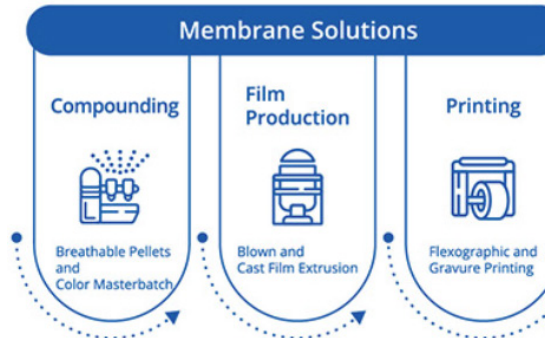 Membrane Solutions
Compounding
Breathable Pellets
and
Color Masterbatch
Film
Production
Blown and
Cast Film Extrusion
Printing
Flexographic and
Gravure Printing